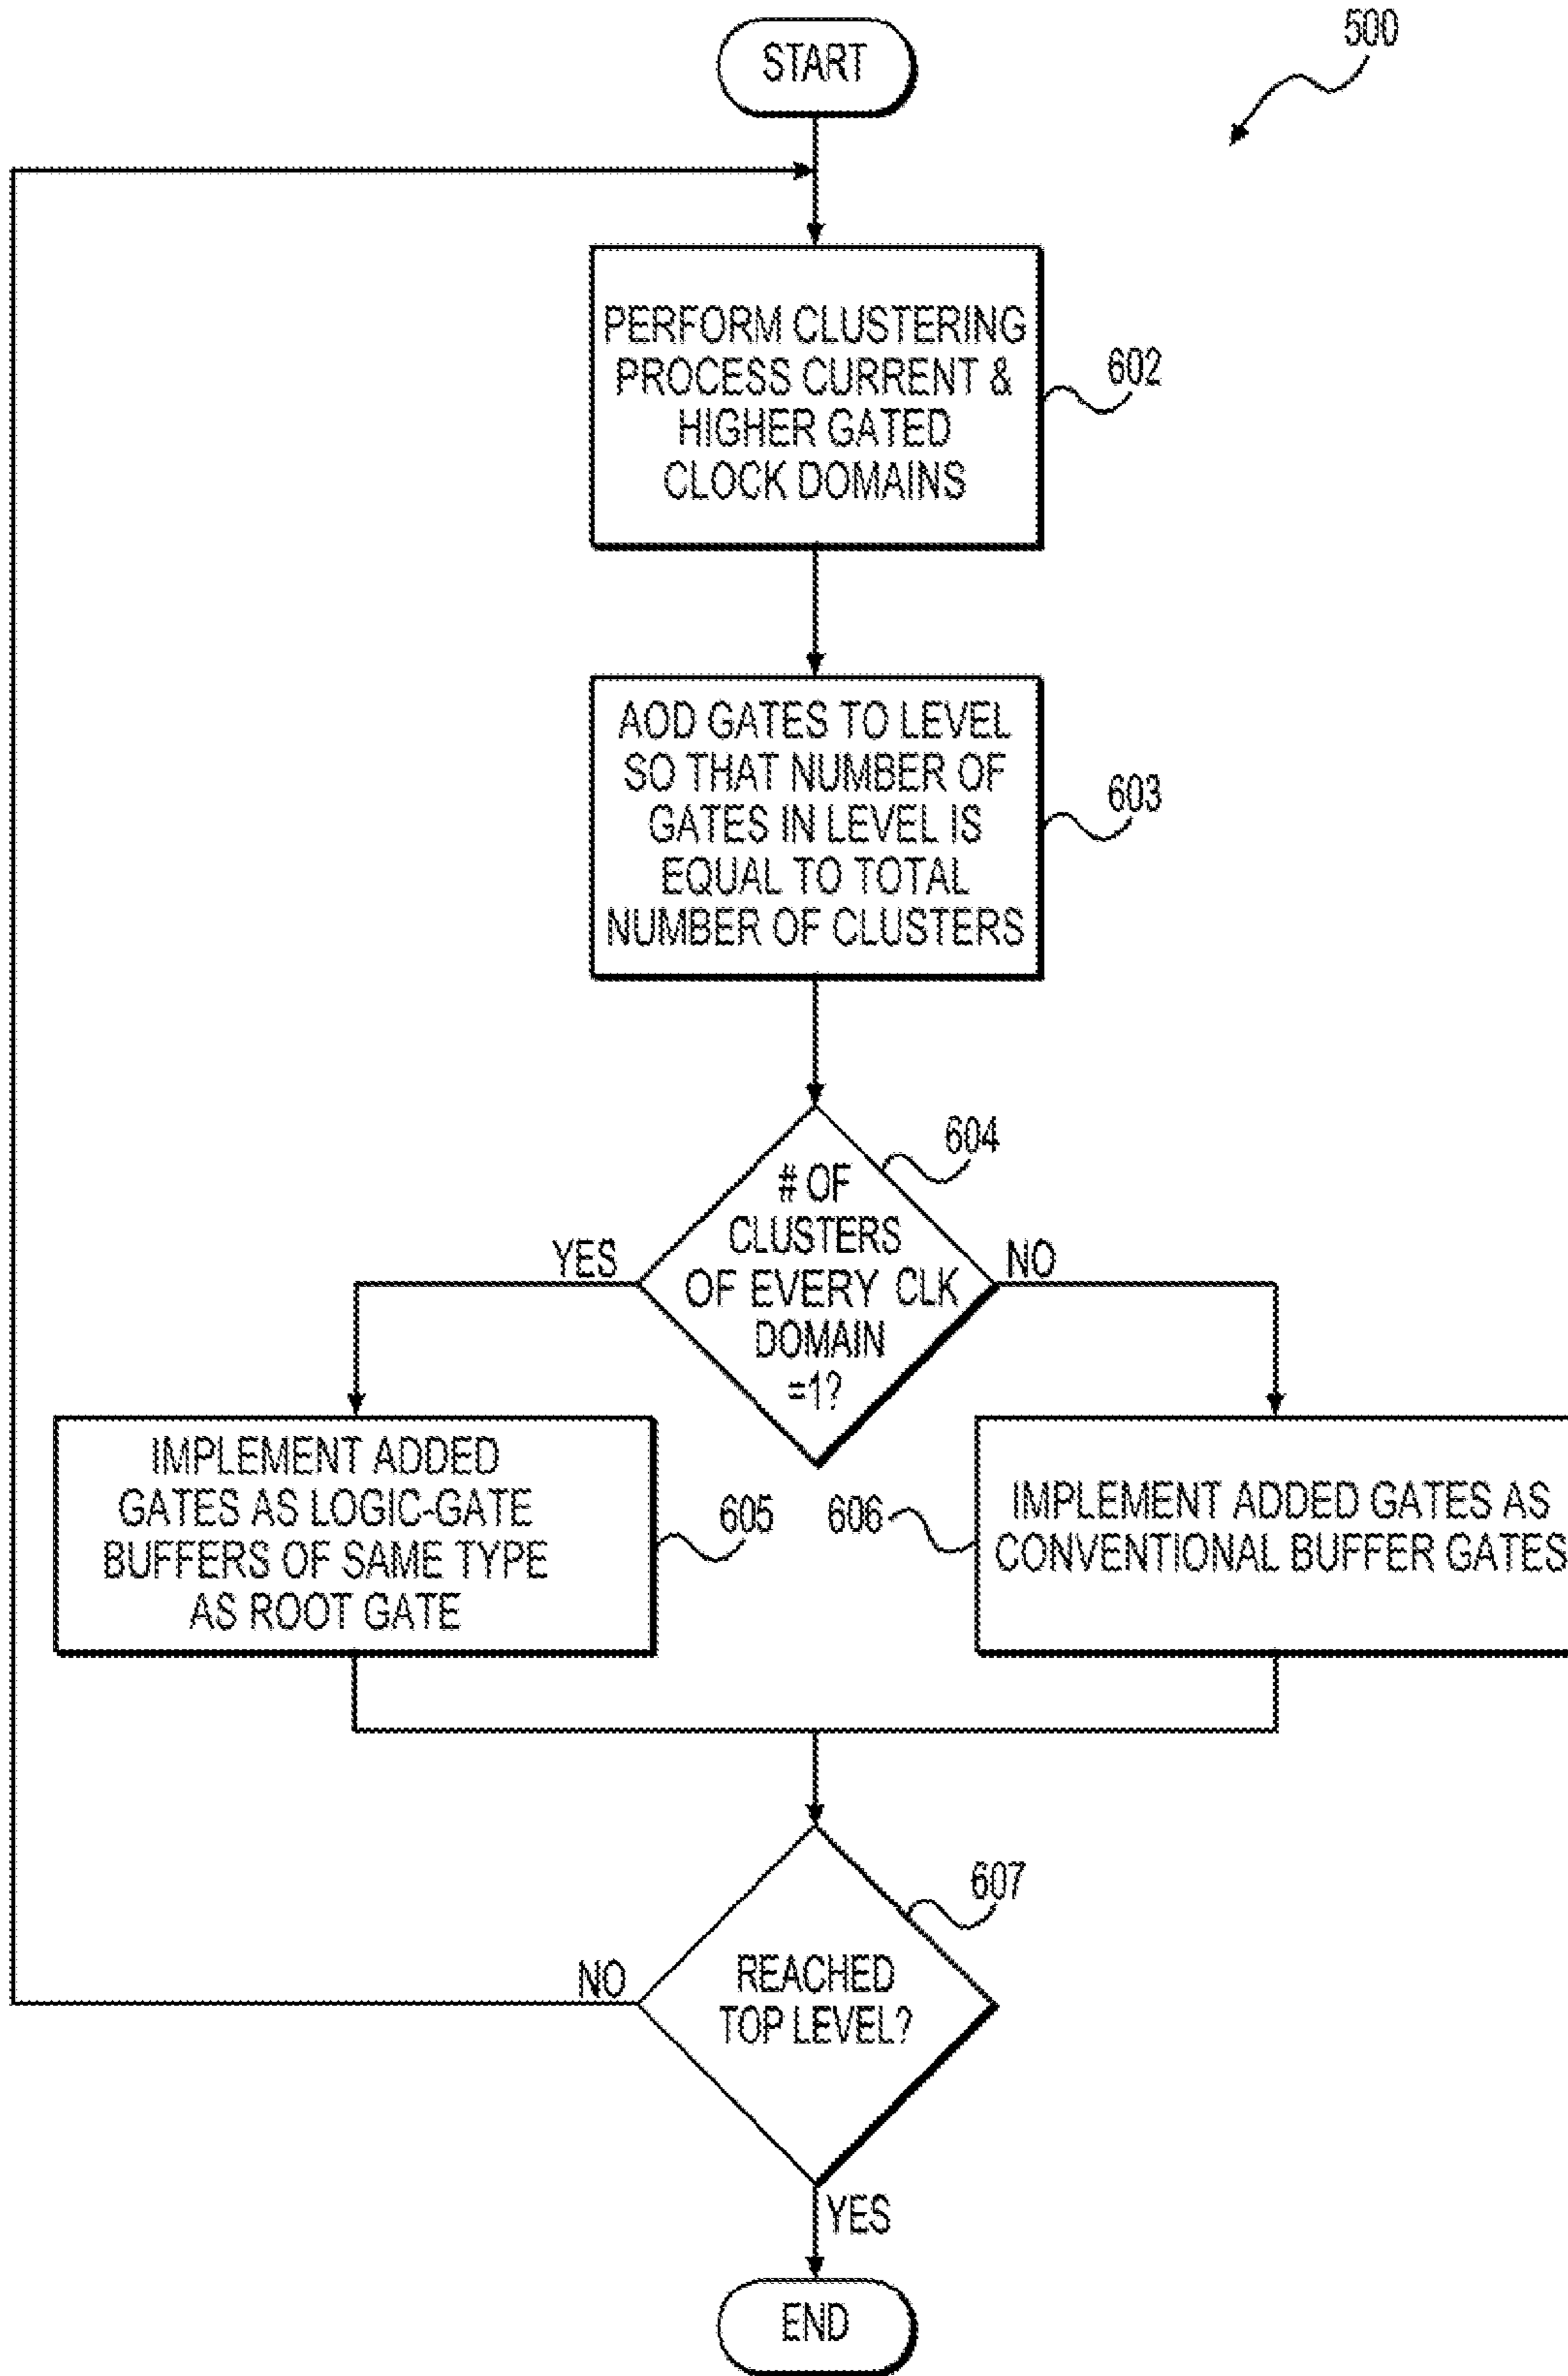 START
500
PERFORM CLUSTERING
PROCESS CURRENT &
HIGHER GATED
CLOCK DOMAINS
602
AOD GATES TO LEVEL
SO THAT NUMBER OF
GATES IN LEVEL IS
EQUAL TO TOTAL
NUMBER OF CLUSTERS
603
# OF
CLUSTERS
OF EVERY CLK
DOMAIN
=1?
604
YES
NO
IMPLEMENT ADDED
GATES AS LOGIC-GATE
BUFFERS OF SAME TYPE
AS ROOT GATE
605
606
IMPLEMENT ADDED GATES AS
CONVENTIONAL BUFFER GATES
607
NO
REACHED
TOP LEVEL?
YES
END